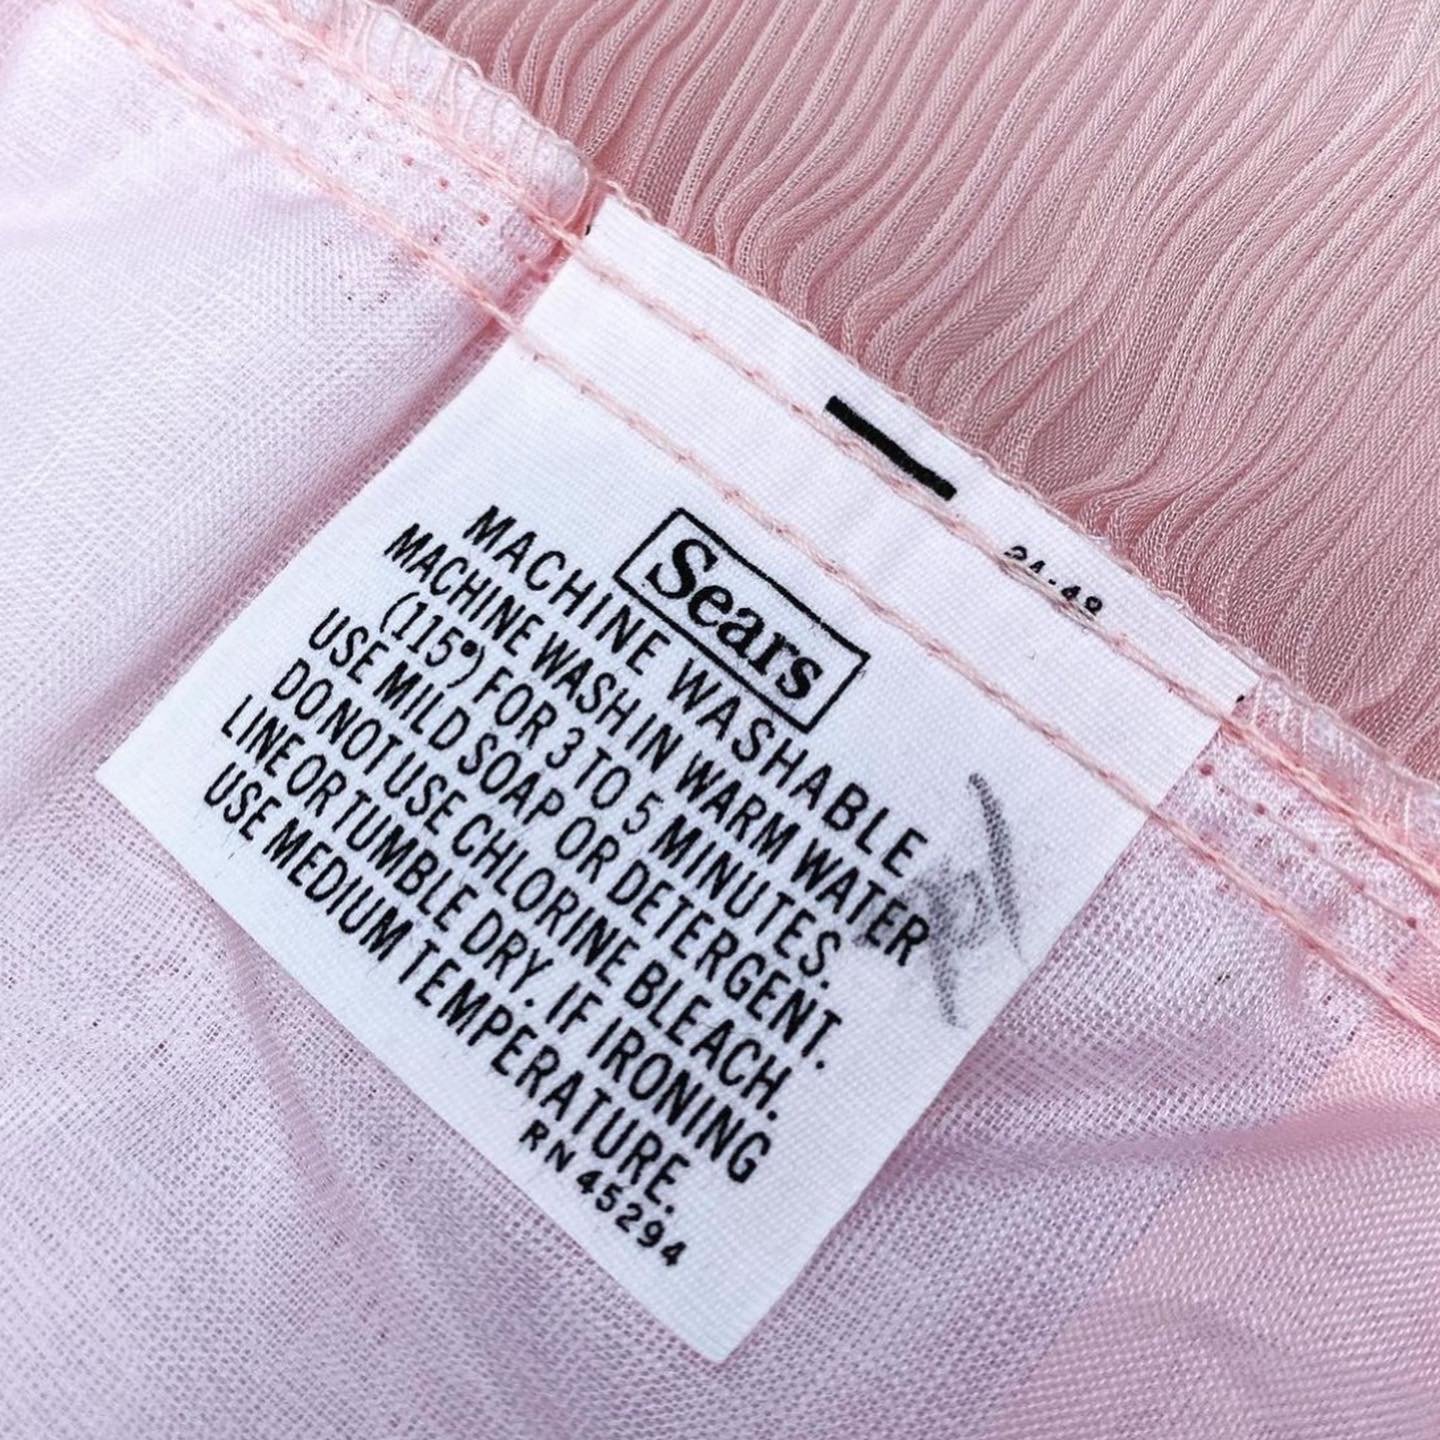 Sears
MACHINE WASHABLE
MACHINE WASH IN WARM WATER
(115°) FOR 3 TO 5 MINUTES.
USE MILD SOAP OR DETERGENT.
DO NOT USE CHLORINE BLEACH.
LINE OR TUMBLE DRY. IF IRONING
USE MEDIUM TEMPERATURE.
RN 45294